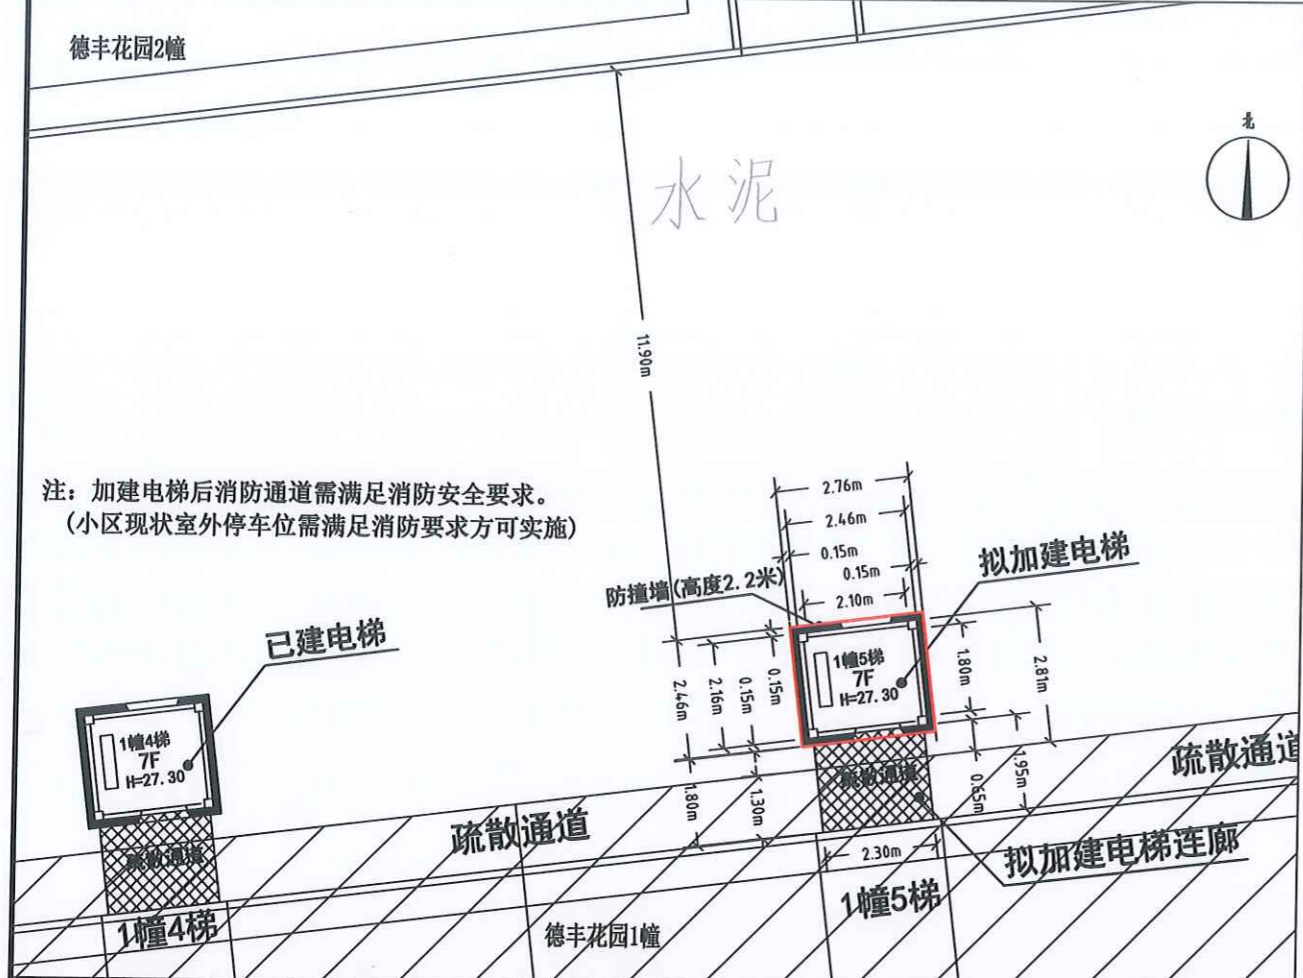 德丰花园2幢
北
水泥
11.90m
注：加建电梯后消防通道需满足消防安全要求。
(小区现状室外停车位需满足消防要求方可实施)
2.76m
2.46m
0.15m
0.15m
2.10m
拟加建电梯
防撞墙(高度2.2米)
已建电梯
2.46m
2.16m
0.15m
0.15m
1幢5梯
7F
H=27.30
1.80m
2.81m
1幢4梯
7F
H=27.30
疏散通道
疏散通道
1.80m
1.30m
疏散通道
0.65m
1.95m
疏散通道
2.30m
拟加建电梯连廊
1幢4梯
德丰花园1幢
1幢5梯